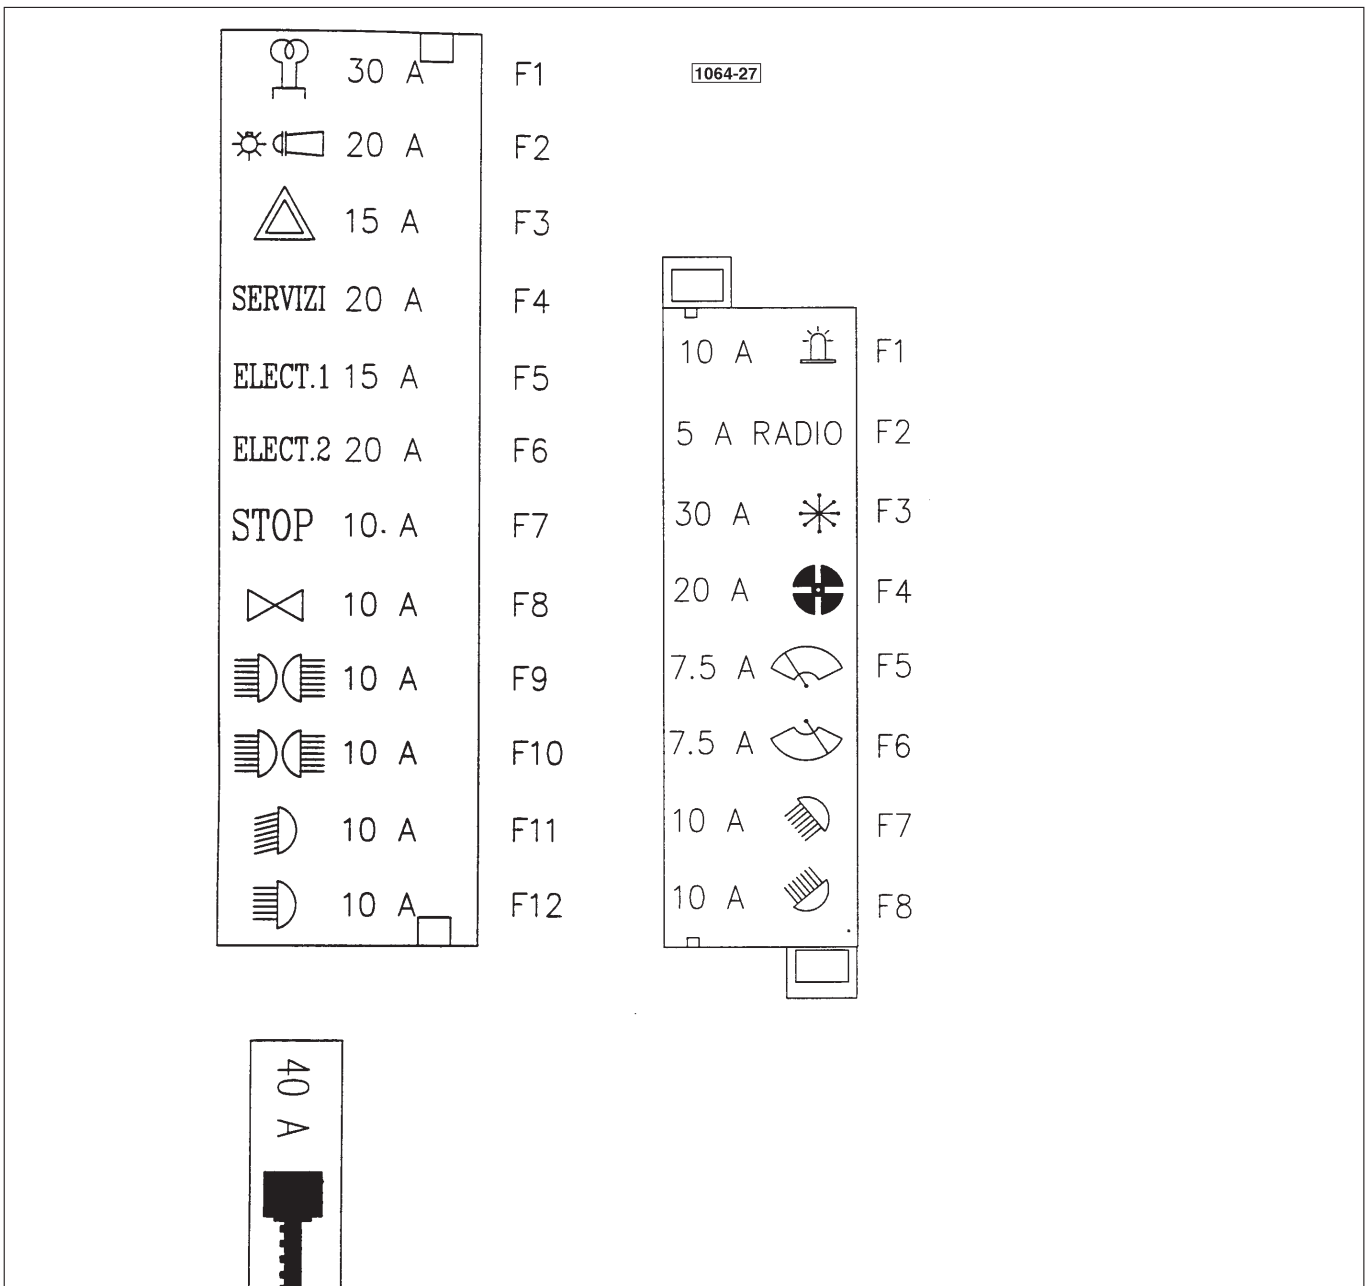 30 A F1
20 A F2
15 A F3
SERVIZI 20 A F4
ELECT.1 15 A F5
ELECT.2 20 A F6
STOP 10. A F7
10 A F8
10 A F9
10 A F10
10 A F11
10 A F12
1064-27
10 A F1
5 A RADIO F2
30 A F3
20 A F4
7.5 A F5
7.5 A F6
10 A F7
10 A F8
40 A